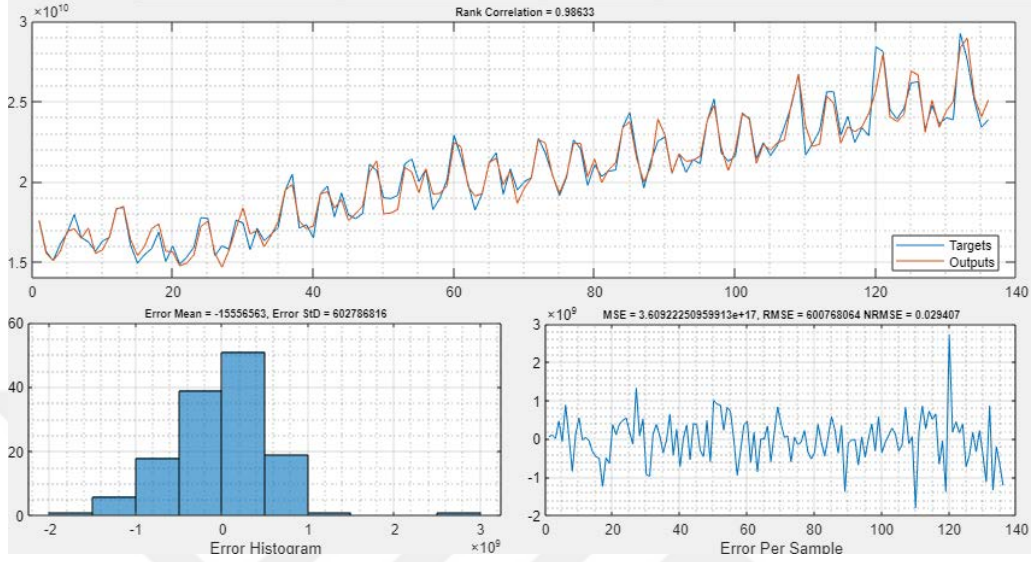 ×10^10
Rank Correlation = 0.98633
3
2.5
2
1.5
Targets
Outputs
0 20 40 60 80 100 120 140
Error Mean = -15556563, Error StD = 602786816
60
40
20
0
-2 -1 0 1 2 3
Error Histogram
×10^9
×10^9
MSE = 3.60922250959913e+17, RMSE = 600768064 NRMSE = 0.029407
3
2
1
0
-1
-2
0 20 40 60 80 100 120 140
Error Per Sample